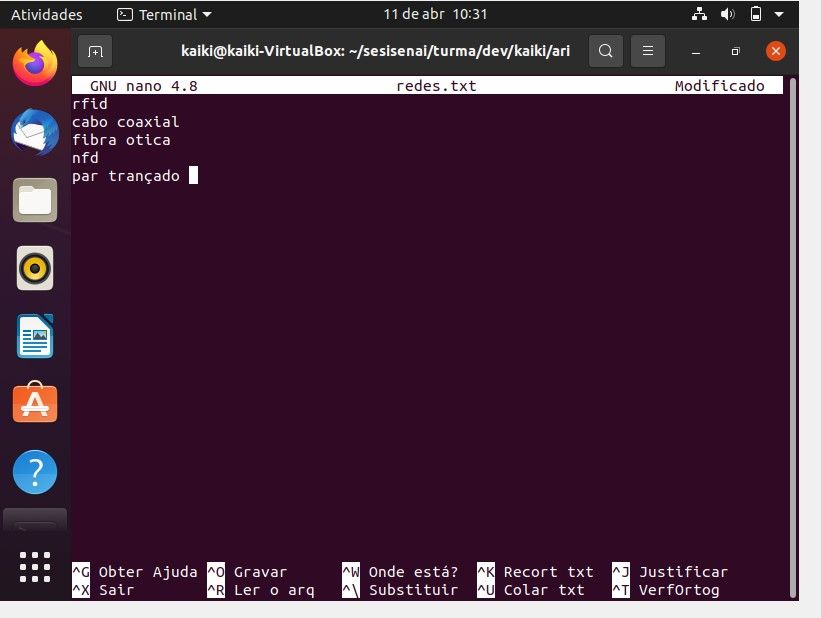 Atividades Terminal 11 de abr 10:31
kaiki@kaiki-VirtualBox: ~/sesisenai/turma/dev/kaiki/ari
GNU nano 4.8 redes.txt Modificado
rfid
cabo coaxial
fibra otica
nfd
par trançado
^G Obter Ajuda ^O Gravar ^W Onde está? ^K Recort txt ^J Justificar
^X Sair ^R Ler o arq ^\ Substituir ^U Colar txt ^T VerfOrtog